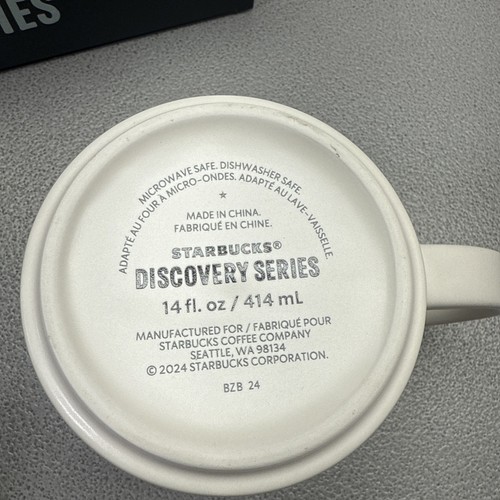 IES
MICROWAVE SAFE. DISHWASHER SAFE.
ADAPTÉ AU FOUR À MICRO-ONDES. ADAPTÉ AU LAVE-VAISSELLE.
MADE IN CHINA.
FABRIQUÉ EN CHINE.
STARBUCKS®
DISCOVERY SERIES
14 fl. oz / 414 mL
MANUFACTURED FOR / FABRIQUÉ POUR
STARBUCKS COFFEE COMPANY
SEATTLE, WA 98134
© 2024 STARBUCKS CORPORATION.
BZB 24